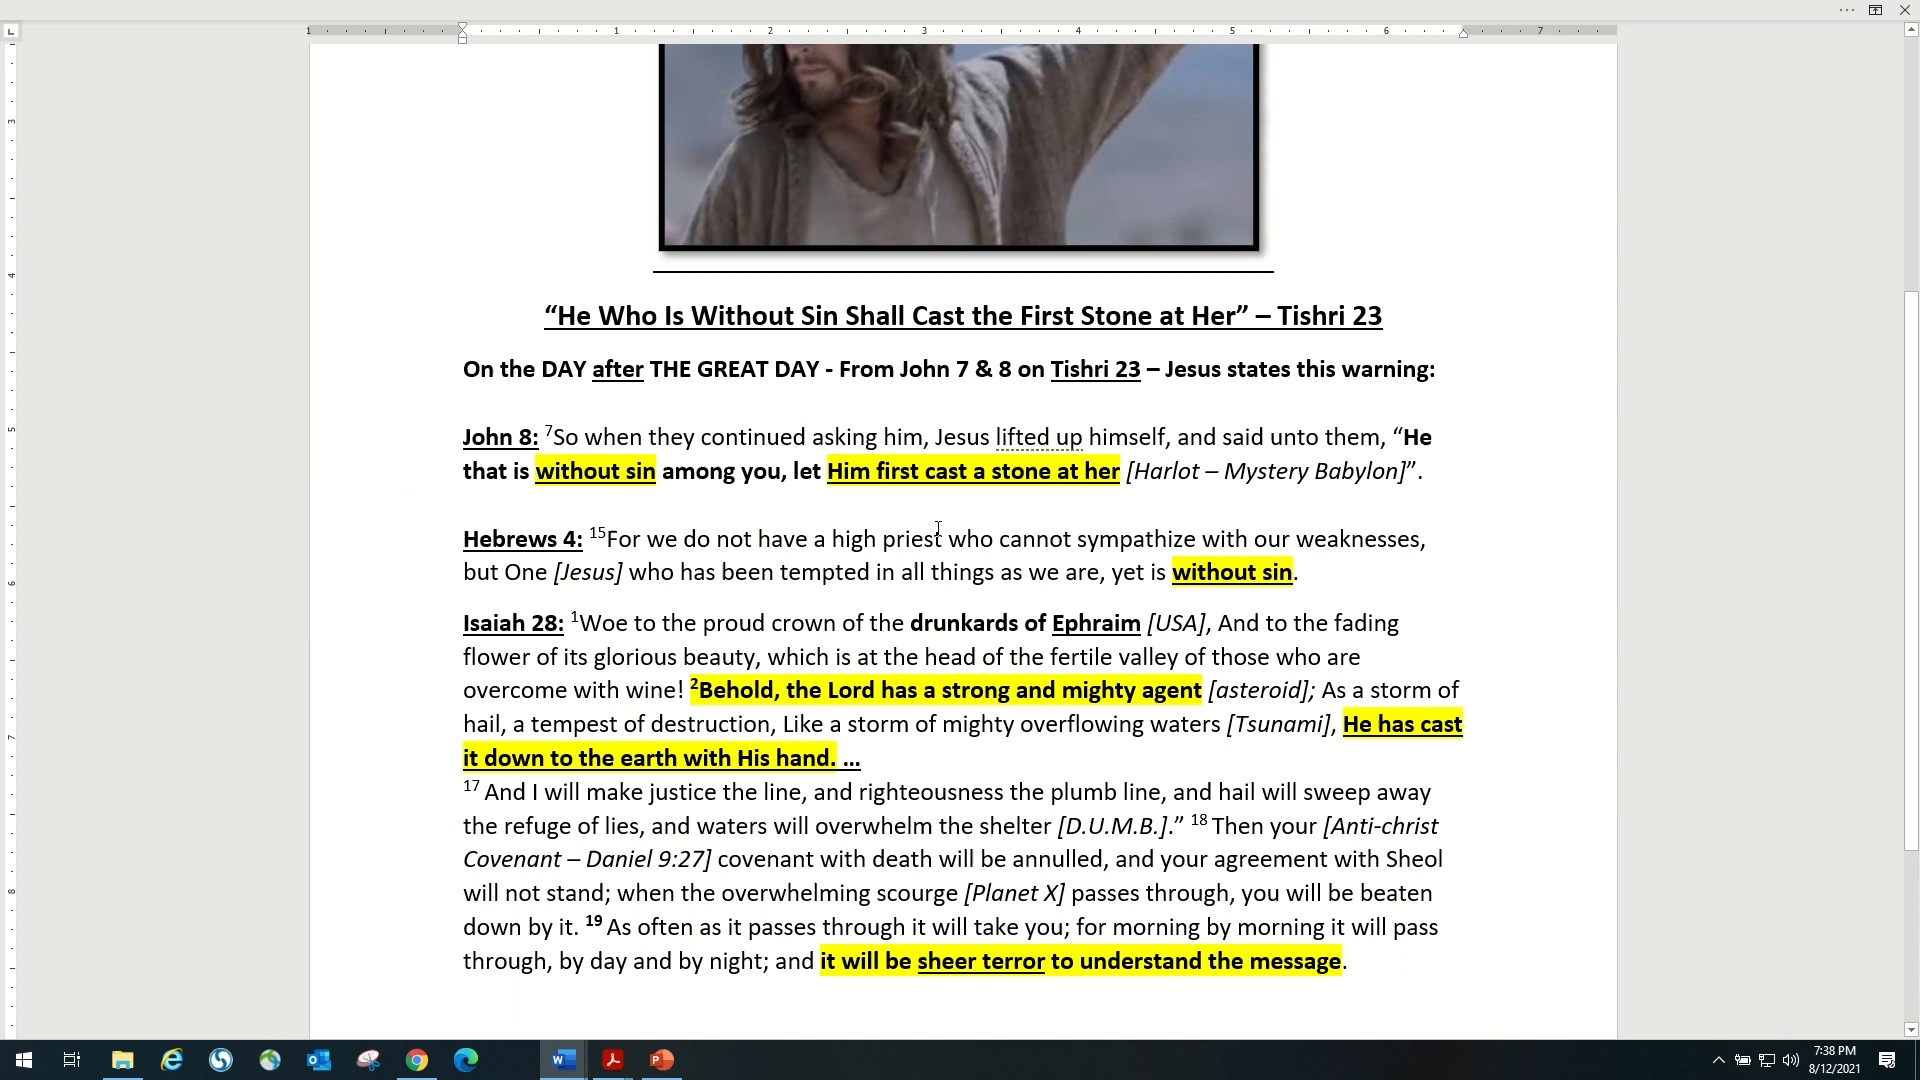 1 1 2 3 4 5 6 7
3
4
5
6
7
8
“He Who Is Without Sin Shall Cast the First Stone at Her” – Tishri 23
On the DAY after THE GREAT DAY - From John 7 & 8 on Tishri 23 – Jesus states this warning:
John 8: 7So when they continued asking him, Jesus lifted up himself, and said unto them, “He
that is without sin among you, let Him first cast a stone at her [Harlot – Mystery Babylon]”.
Hebrews 4: 15For we do not have a high priest who cannot sympathize with our weaknesses,
but One [Jesus] who has been tempted in all things as we are, yet is without sin.
Isaiah 28: 1Woe to the proud crown of the drunkards of Ephraim [USA], And to the fading
flower of its glorious beauty, which is at the head of the fertile valley of those who are
overcome with wine! 2Behold, the Lord has a strong and mighty agent [asteroid]; As a storm of
hail, a tempest of destruction, Like a storm of mighty overflowing waters [Tsunami], He has cast
it down to the earth with His hand. ...
17 And I will make justice the line, and righteousness the plumb line, and hail will sweep away
the refuge of lies, and waters will overwhelm the shelter [D.U.M.B.].” 18 Then your [Anti-christ
Covenant – Daniel 9:27] covenant with death will be annulled, and your agreement with Sheol
will not stand; when the overwhelming scourge [Planet X] passes through, you will be beaten
down by it. 19 As often as it passes through it will take you; for morning by morning it will pass
through, by day and by night; and it will be sheer terror to understand the message.
7:38 PM
8/12/2021